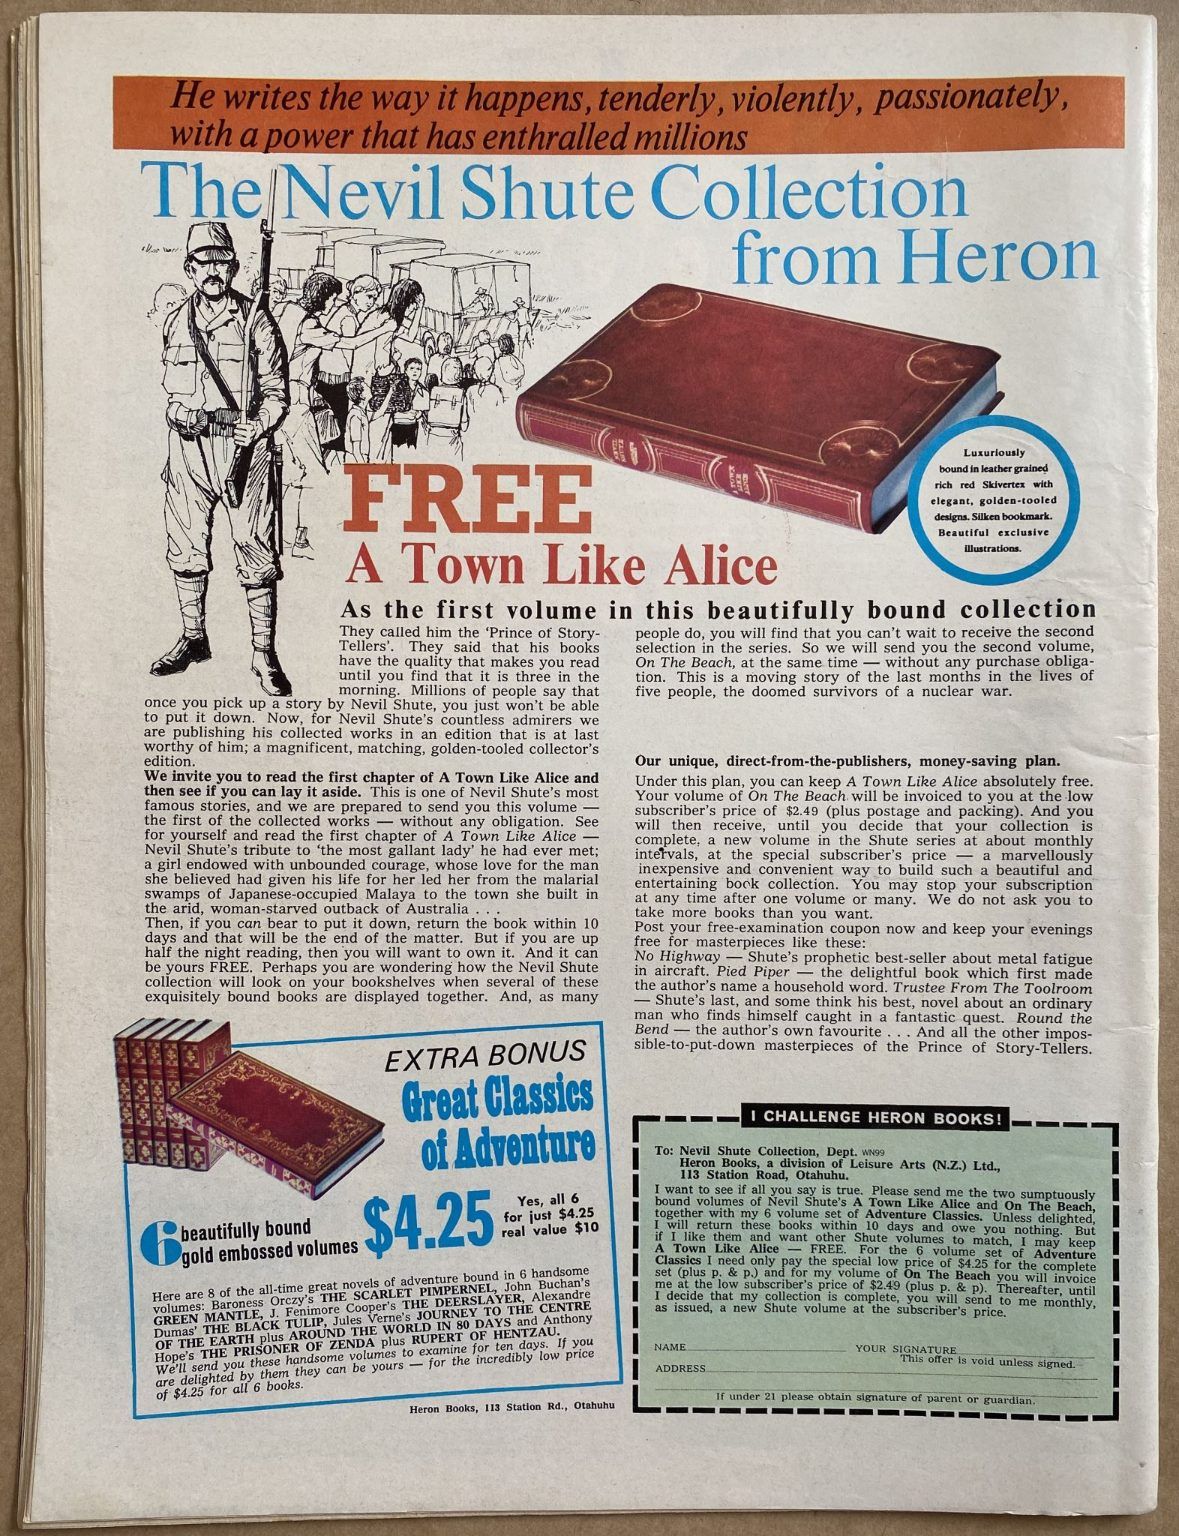 He writes the way it happens, tenderly, violently, passionately,
with a power that has enthralled millions
The Nevil Shute Collection
from Heron
NEVIL
SHUTE
A TOWN
LIKE
ALICE
Luxuriously
bound in leather grained
rich red Skivertex with
elegant, golden-tooled
designs. Silken bookmark.
Beautiful exclusive
illustrations.
FREE
A Town Like Alice
As the first volume in this beautifully bound collection
They called him the ‘Prince of Story-
Tellers’. They said that his books
have the quality that makes you read
until you find that it is three in the
morning. Millions of people say that
once you pick up a story by Nevil Shute, you just won't be able
to put it down. Now, for Nevil Shute's countless admirers we
are publishing his collected works in an edition that is at last
worthy of him; a magnificent, matching, golden-tooled collector's
edition.
We invite you to read the first chapter of A Town Like Alice and
then see if you can lay it aside. This is one of Nevil Shute's most
famous stories, and we are prepared to send you this volume —
the first of the collected works — without any obligation. See
for yourself and read the first chapter of A Town Like Alice —
Nevil Shute's tribute to ‘the most gallant lady’ he had ever met;
a girl endowed with unbounded courage, whose love for the man
she believed had given his life for her led her from the malarial
swamps of Japanese-occupied Malaya to the town she built in
the arid, woman-starved outback of Australia . . .
Then, if you can bear to put it down, return the book within 10
days and that will be the end of the matter. But if you are up
half the night reading, then you will want to own it. And it can
be yours FREE. Perhaps you are wondering how the Nevil Shute
collection will look on your bookshelves when several of these
exquisitely bound books are displayed together. And, as many
people do, you will find that you can't wait to receive the second
selection in the series. So we will send you the second volume,
On The Beach, at the same time — without any purchase obliga-
tion. This is a moving story of the last months in the lives of
five people, the doomed survivors of a nuclear war.
Our unique, direct-from-the-publishers, money-saving plan.
Under this plan, you can keep A Town Like Alice absolutely free.
Your volume of On The Beach will be invoiced to you at the low
subscriber's price of $2.49 (plus postage and packing). And you
will then receive, until you decide that your collection is
complete, a new volume in the Shute series at about monthly
intervals, at the special subscriber's price — a marvellously
inexpensive and convenient way to build such a beautiful and
entertaining book collection. You may stop your subscription
at any time after one volume or many. We do not ask you to
take more books than you want.
Post your free-examination coupon now and keep your evenings
free for masterpieces like these:
No Highway — Shute's prophetic best-seller about metal fatigue
in aircraft. Pied Piper — the delightful book which first made
the author's name a household word. Trustee From The Toolroom
— Shute's last, and some think his best, novel about an ordinary
man who finds himself caught in a fantastic quest. Round the
Bend — the author's own favourite . . . And all the other impos-
sible-to-put-down masterpieces of the Prince of Story-Tellers.
EXTRA BONUS
Great Classics
of Adventure
6 beautifully bound
gold embossed volumes
$4.25
Yes, all 6
for just $4.25
real value $10
Here are 8 of the all-time great novels of adventure bound in 6 handsome
volumes: Baroness Orczy's THE SCARLET PIMPERNEL, John Buchan's
GREEN MANTLE, J. Fenimore Cooper's THE DEERSLAYER, Alexandre
Dumas' THE BLACK TULIP, Jules Verne's JOURNEY TO THE CENTRE
OF THE EARTH plus AROUND THE WORLD IN 80 DAYS and Anthony
Hope's THE PRISONER OF ZENDA plus RUPERT OF HENTZAU.
We'll send you these handsome volumes to examine for ten days. If you
are delighted by them they can be yours — for the incredibly low price
of $4.25 for all 6 books.
Heron Books, 113 Station Rd., Otahuhu
I CHALLENGE HERON BOOKS!
To: Nevil Shute Collection, Dept. WN99
Heron Books, a division of Leisure Arts (N.Z.) Ltd.,
113 Station Road, Otahuhu.
I want to see if all you say is true. Please send me the two sumptuously
bound volumes of Nevil Shute's A Town Like Alice and On The Beach,
together with my 6 volume set of Adventure Classics. Unless delighted,
I will return these books within 10 days and owe you nothing. But
if I like them and want other Shute volumes to match, I may keep
A Town Like Alice — FREE. For the 6 volume set of Adventure
Classics I need only pay the special low price of $4.25 for the complete
set (plus p. & p.) and for my volume of On The Beach you will invoice
me at the low subscriber's price of $2.49 (plus p. & p). Thereafter, until
I decide that my collection is complete, you will send to me monthly,
as issued, a new Shute volume at the subscriber's price.
NAME YOUR SIGNATURE
This offer is void unless signed.
ADDRESS
If under 21 please obtain signature of parent or guardian.